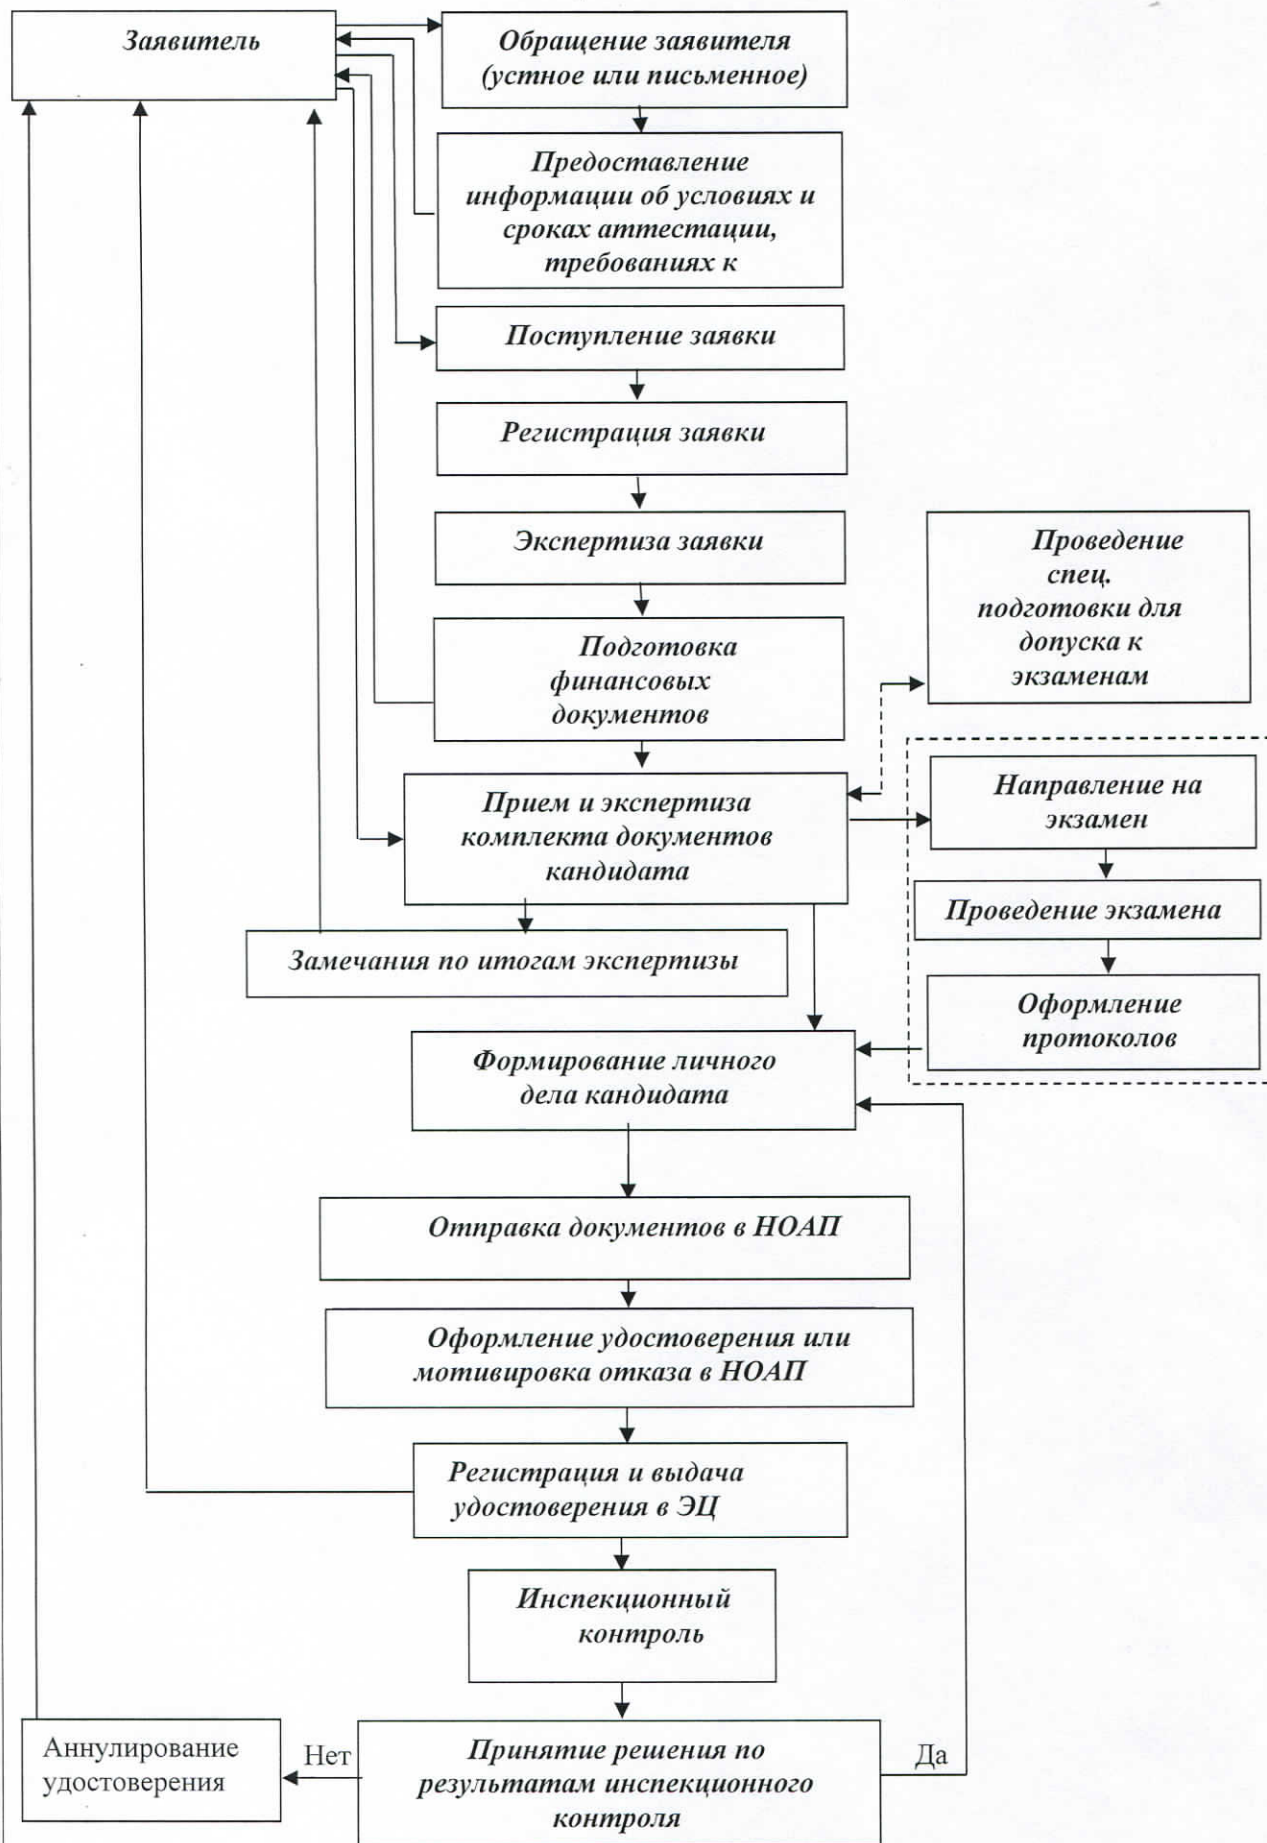 Заявитель
Обращение заявителя
(устное или письменное)
Предоставление
информации об условиях и
сроках аттестации,
требованиях к
Поступление заявки
Регистрация заявки
Экспертиза заявки
Проведение
спец.
подготовки для
допуска к
экзаменам
Подготовка
финансовых
документов
Прием и экспертиза
комплекта документов
кандидата
Направление на
экзамен
Проведение экзамена
Замечания по итогам экспертизы
Оформление
протоколов
Формирование личного
дела кандидата
Отправка документов в НОАП
Оформление удостоверения или
мотивировка отказа в НОАП
Регистрация и выдача
удостоверения в ЭЦ
Инспекционный
контроль
Аннулирование
удостоверения
Нет
Принятие решения по
результатам инспекционного
контроля
Да